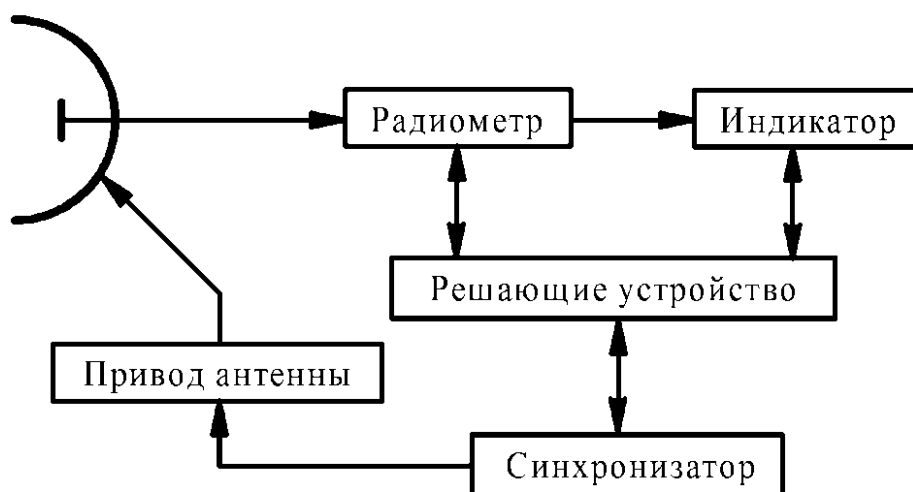 Радиометр
Индикатор
Решающие устройство
Привод антенны
Синхронизатор